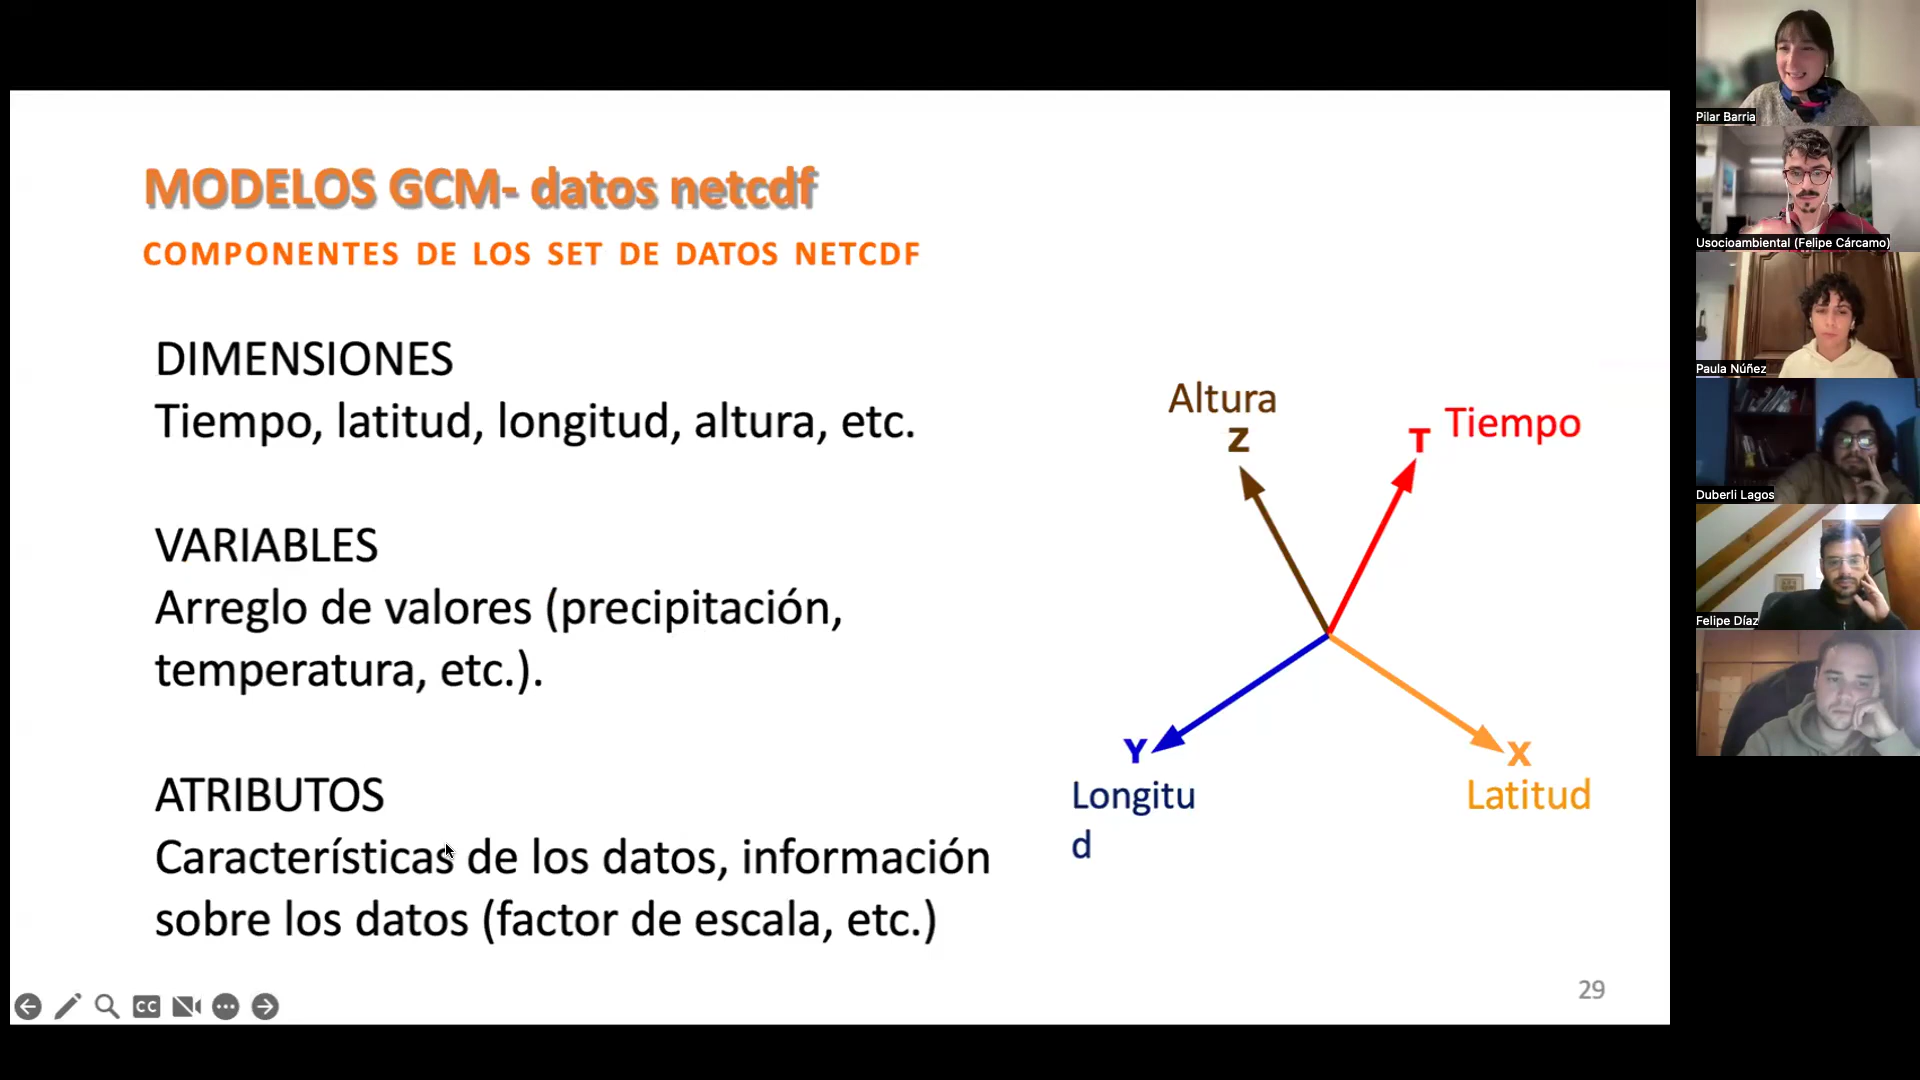 MODELOS GCM- datos netcdf
COMPONENTES DE LOS SET DE DATOS NETCDF
DIMENSIONES
Tiempo, latitud, longitud, altura, etc.
VARIABLES
Arreglo de valores (precipitación,
temperatura, etc.).
ATRIBUTOS
Características de los datos, información
sobre los datos (factor de escala, etc.)
Altura
Z
T Tiempo
Y
Longitu
d
X
Latitud
29
CC
Pilar Barria
Usocioambiental (Felipe Cárcamo)
Paula Núñez
Duberli Lagos
Felipe Díaz